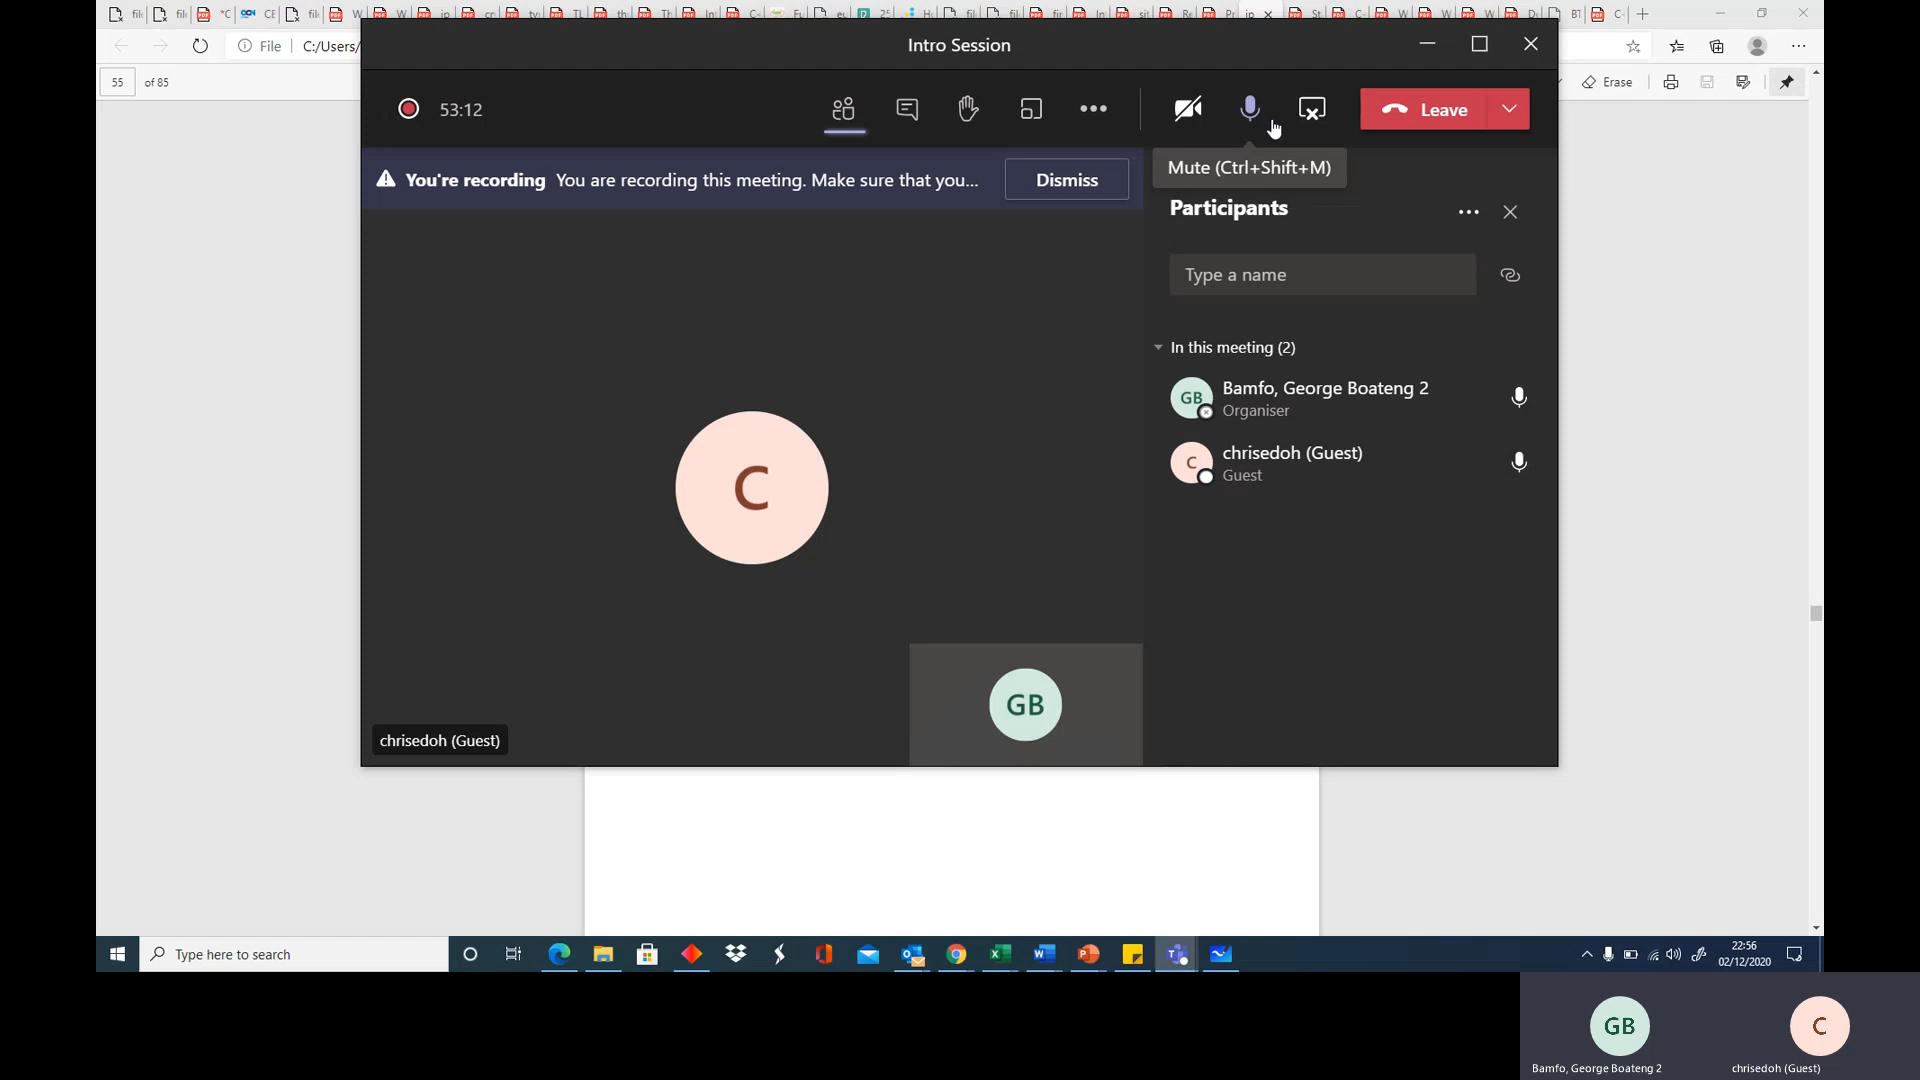 Intro Session
File
C:/Users/
55
of 85
Erase
53:12
Leave
You're recording You are recording this meeting. Make sure that you...
Dismiss
Mute (Ctrl+Shift+M)
Participants
Type a name
In this meeting (2)
GB
Bamfo, George Boateng 2
Organiser
C
chrisedoh (Guest)
Guest
C
GB
chrisedoh (Guest)
Type here to search
22:56
02/12/2020
GB
C
Bamfo, George Boateng 2
chrisedoh (Guest)